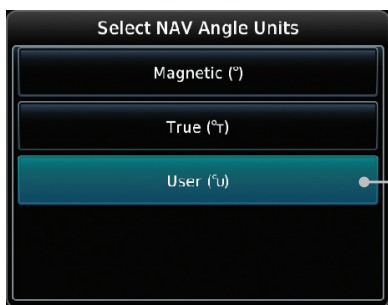 Select NAV Angle Units
Magnetic (°)
True (°T)
User (°U)